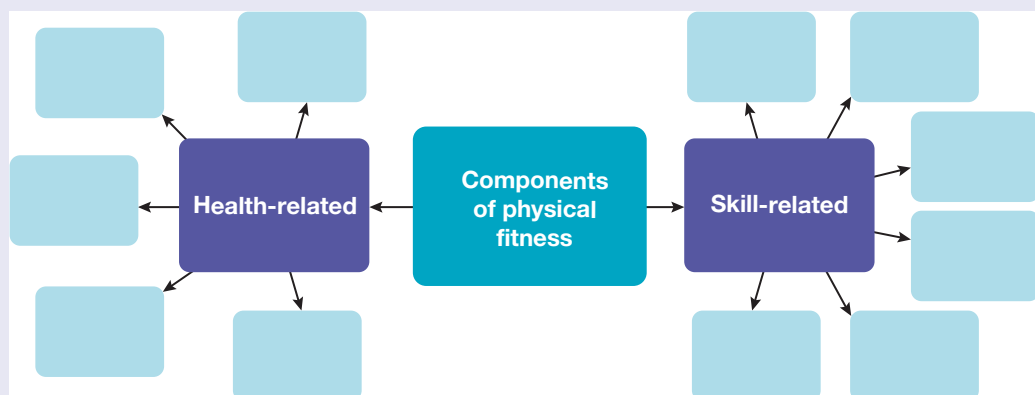 Health-related
Components
of physical
fitness
Skill-related